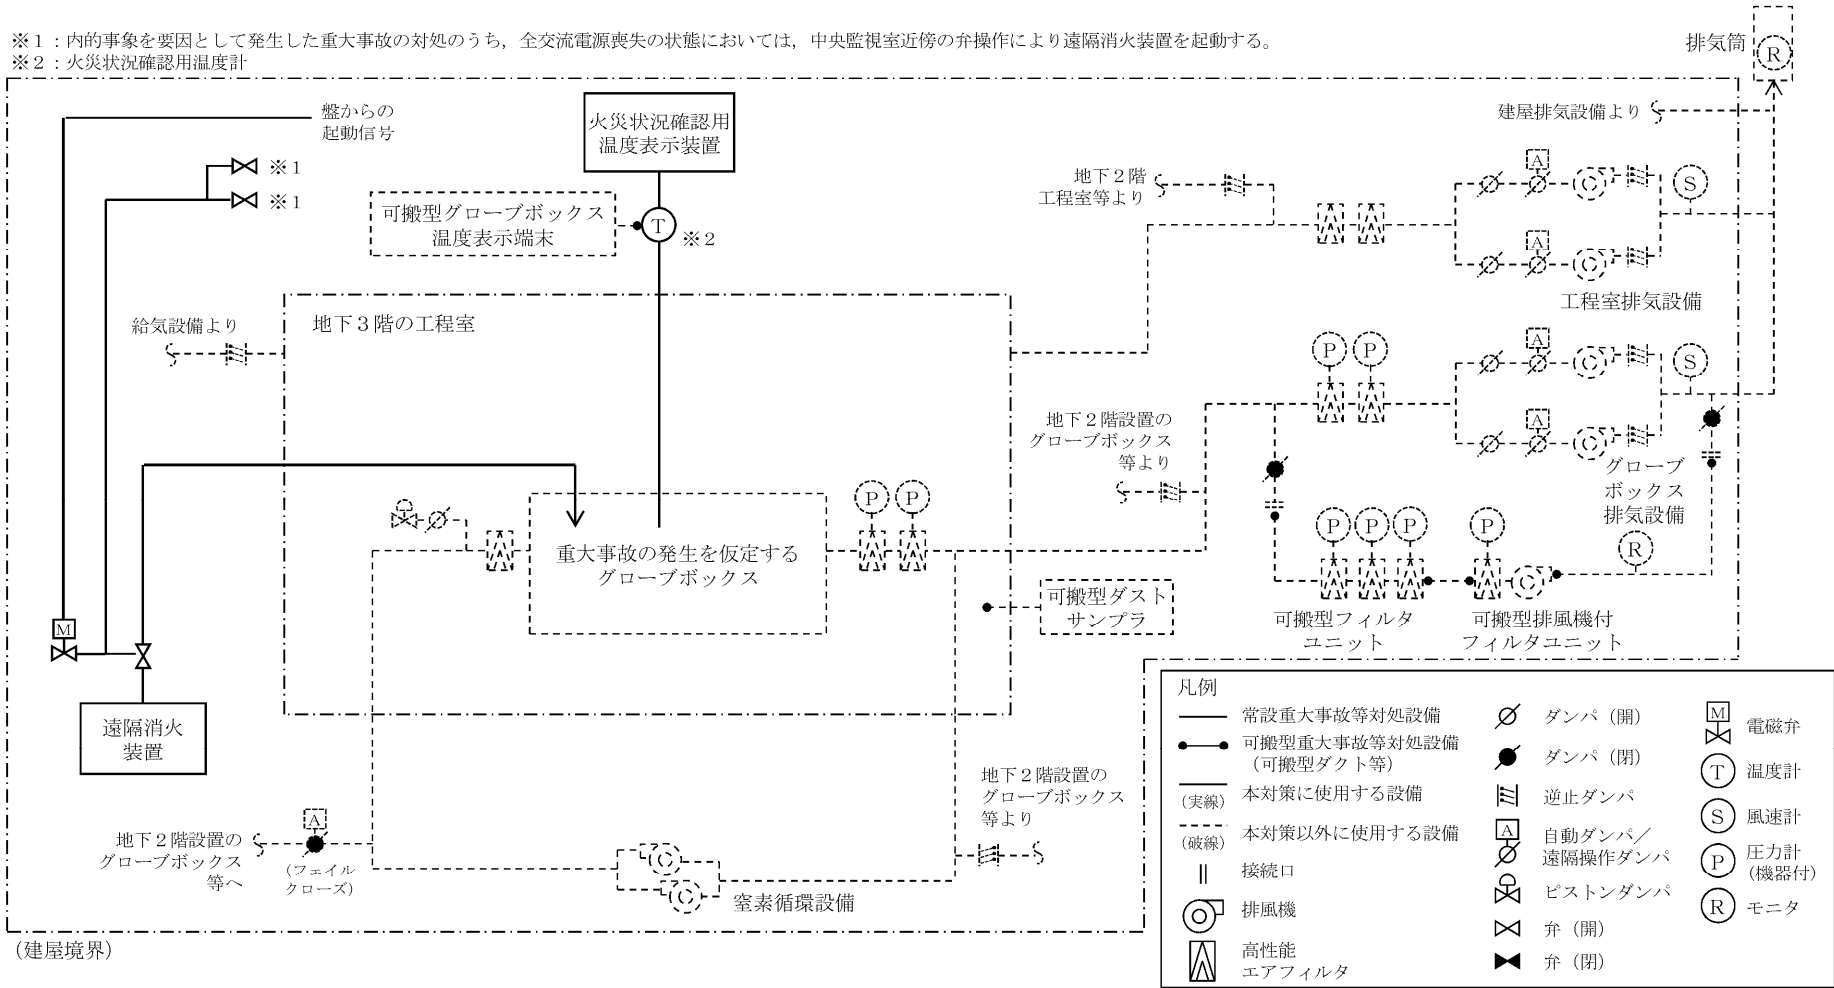 ※1：内的事象を要因として発生した重大事故の対処のうち，全交流電源喪失の状態においては，中央監視室近傍の弁操作により遠隔消火装置を起動する。
※2：火災状況確認用温度計
排気筒
R
盤からの
起動信号
※1
※1
火災状況確認用
温度表示装置
可搬型グローブボックス
温度表示端末
T
※2
建屋排気設備より
地下2階
工程室等より
A
S
A
工程室排気設備
給気設備より
地下3階の工程室
P
P
A
S
A
地下2階設置の
グローブボックス
等より
グローブ
ボックス
排気設備
P
P
重大事故の発生を仮定する
グローブボックス
P
P
P
P
R
可搬型ダスト
サンプラ
可搬型フィルタ
ユニット
可搬型排風機付
フィルタユニット
M
遠隔消火
装置
地下2階設置の
グローブボックス
等より
A
地下2階設置の
グローブボックス
等へ
（フェイル
クローズ）
窒素循環設備
（建屋境界）
凡例
常設重大事故等対処設備
可搬型重大事故等対処設備
（可搬型ダクト等）
（実線）
本対策に使用する設備
（破線）
本対策以外に使用する設備
接続口
排風機
高性能
エアフィルタ
ダンパ（開）
ダンパ（閉）
逆止ダンパ
A
自動ダンパ／
遠隔操作ダンパ
ピストンダンパ
弁（開）
弁（閉）
M
電磁弁
T
温度計
S
風速計
P
圧力計
（機器付）
R
モニタ